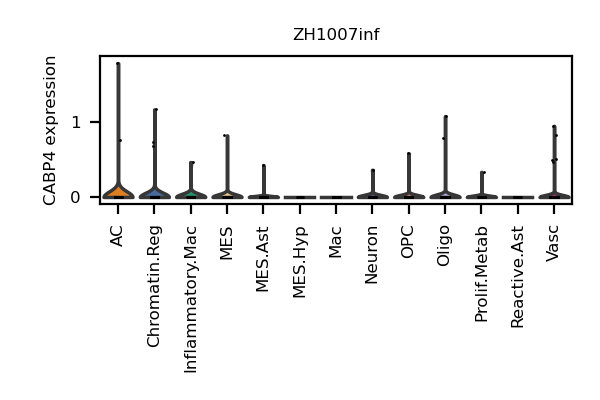 ZH1007inf
CABP4 expression
1
0
AC
Chromatin.Reg
Inflammatory.Mac
MES
MES.Ast
MES.Hyp
Mac
Neuron
OPC
Oligo
Prolif.Metab
Reactive.Ast
Vasc